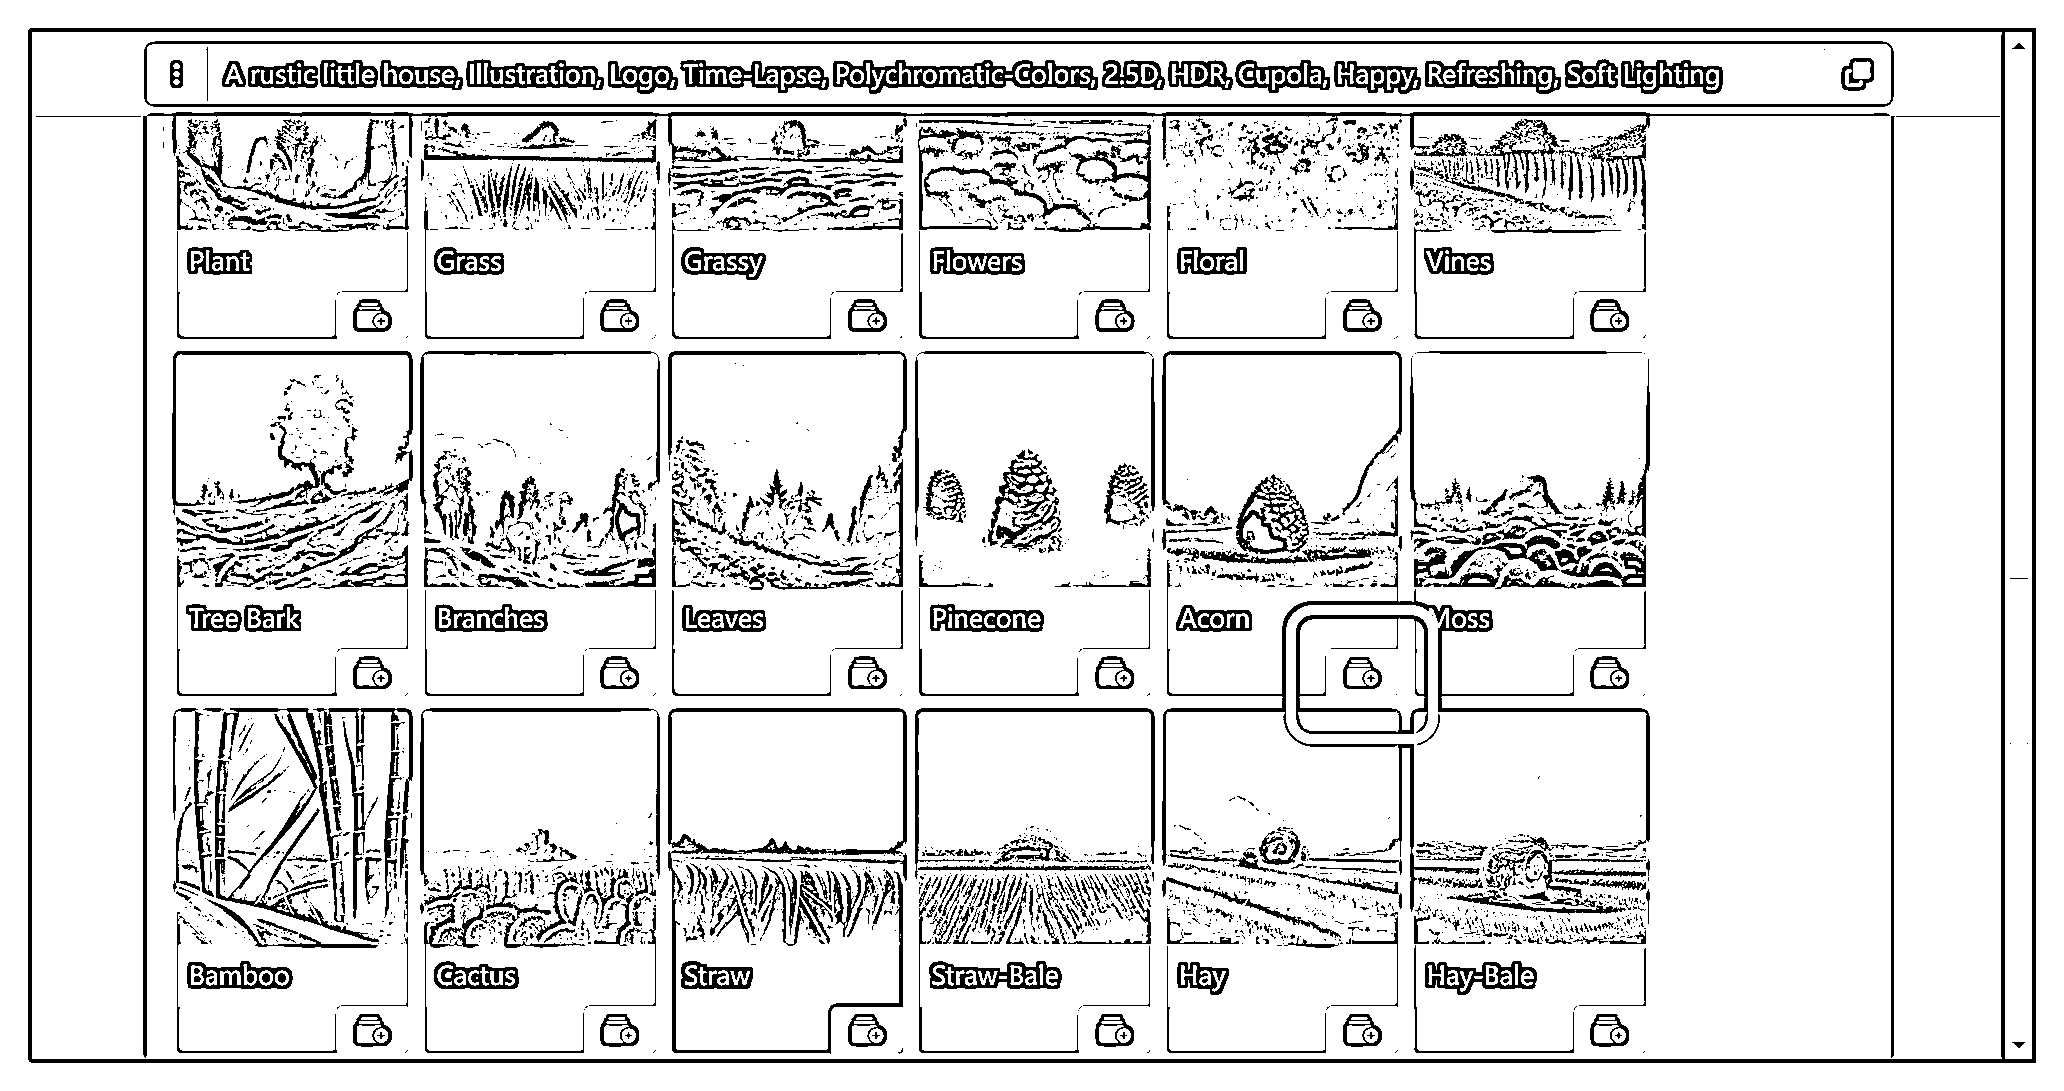 A rustic little house, Illustration, Logo, Time-Lapse, Polychromatic-Colors, 2.5D, HDR, Cupola, Happy, Refreshing, Soft Lighting
Plant Grass Grassy Flowers Floral Vines
Tree Bark Branches Leaves Pinecone Acorn Moss
Bamboo Cactus Straw Straw-Bale Hay Hay-Bale